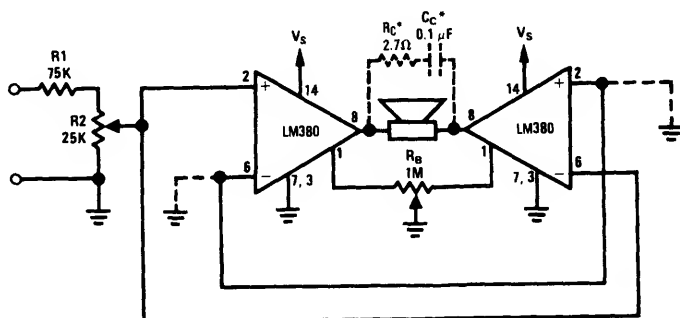 R1
75K
R2
25K
2
+
VS
14
LM380
8
1
6
−
7, 3
RC*
2.7Ω
CC*
0.1 µF
RB
1M
VS
14
2
+
LM380
8
1
6
−
7, 3